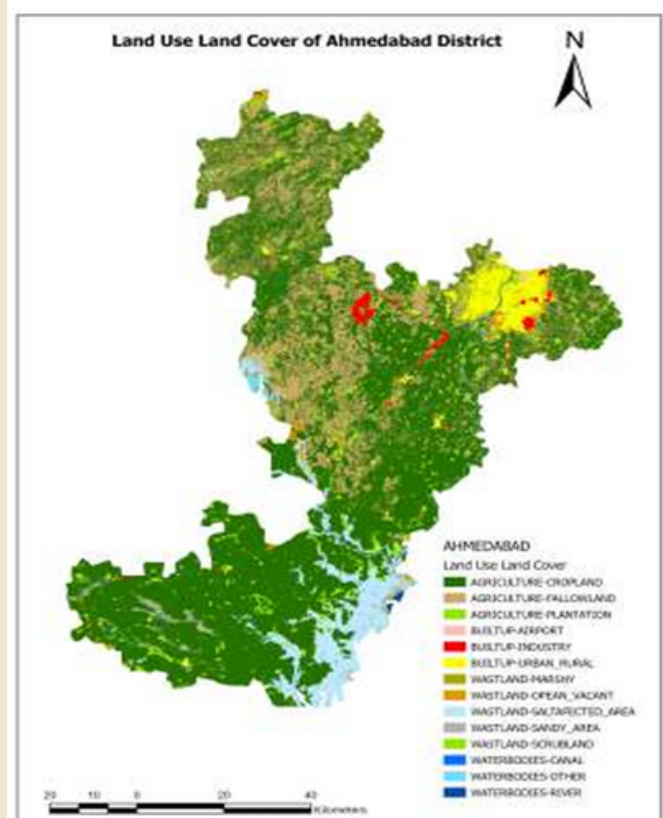 Land Use Land Cover of Ahmedabad District
N
AHMEDABAD
Land Use Land Cover
AGRICULTURE-CROPLAND
AGRICULTURE-FALLOWLAND
AGRICULTURE-PLANTATION
BUILTUP-AIRPORT
BUILTUP-INDUSTRY
BUILTUP-URBAN_RURAL
WASTLAND-MARSHY
WASTLAND-OPEAN_VACANT
WASTLAND-SALTAFECTED_AREA
WASTLAND-SANDY_AREA
WASTLAND-SCRUBLAND
WATERBODIES-CANAL
WATERBODIES-OTHER
WATERBODIES-RIVER
20 10 0 20 40
Kilometers